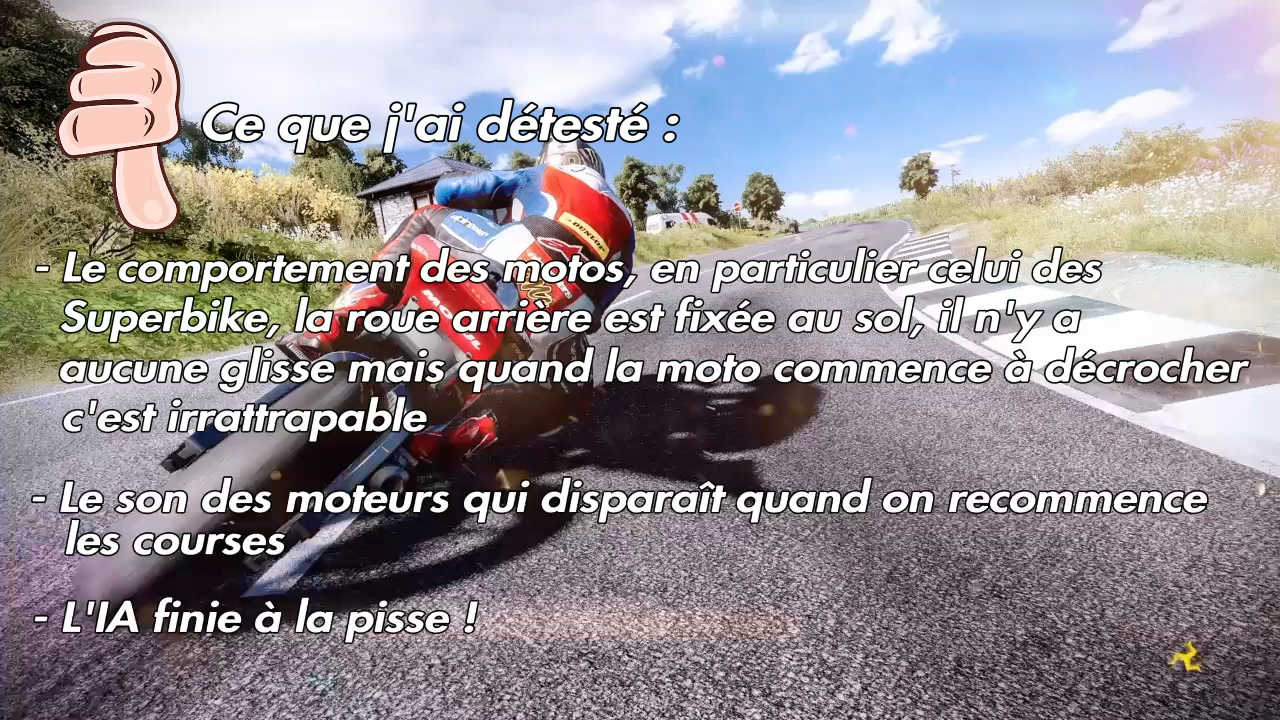 Ce que j'ai détesté :
DUNLOP
- Le comportement des motos, en particulier celui des
Superbike, la roue arrière est fixée au sol, il n'y a
MOTUL
aucune glisse mais quand la moto commence à décrocher
c'est irrattrapable
- Le son des moteurs qui disparaît quand on recommence
les courses
- L'IA finie à la pisse !